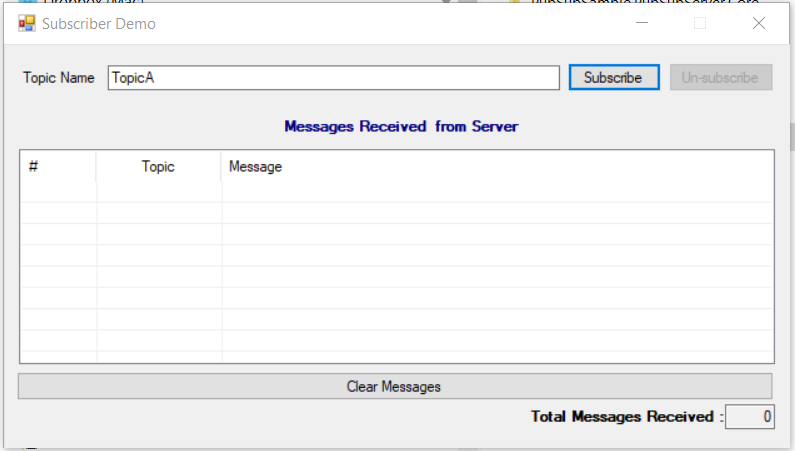 Subscriber Demo
Topic Name TopicA Subscribe Un-subscribe
Messages Received from Server
# Topic Message
Clear Messages
Total Messages Received : 0